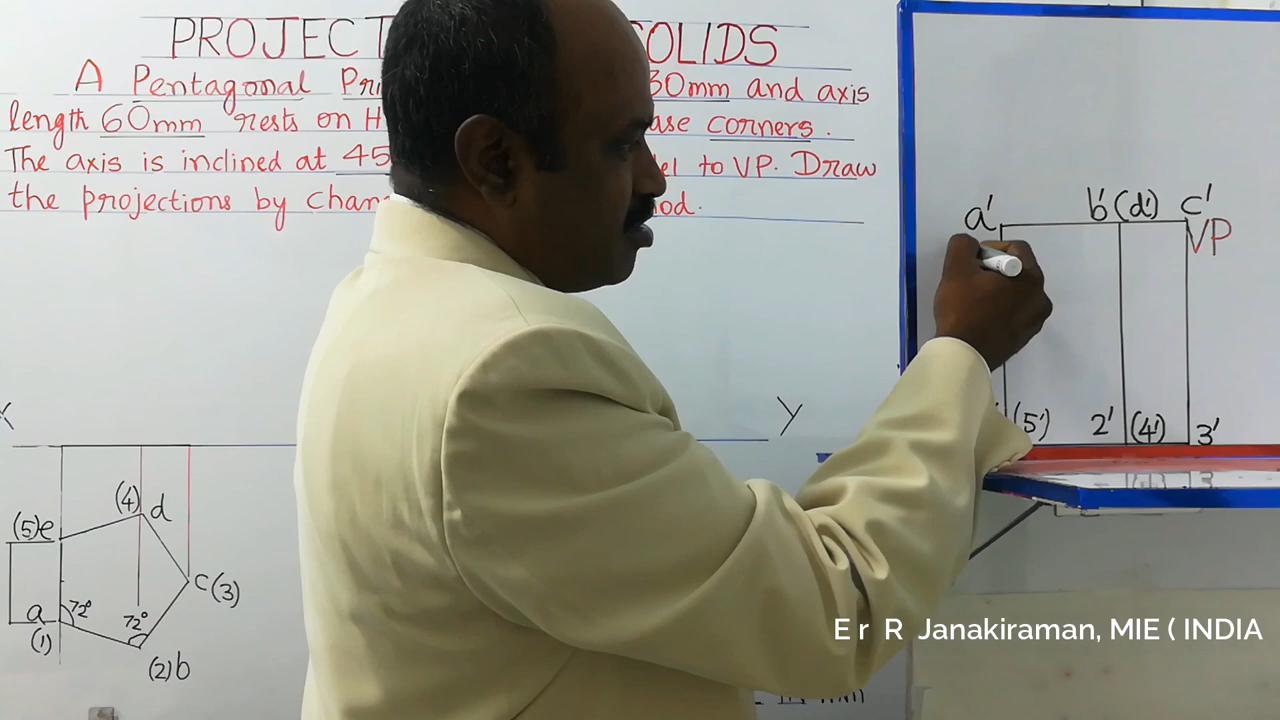 PROJECT OLIDS
A Pentagonal Pri 30mm and axis
length 60mm rests on H ase corners.
The axis is inclined at 45 el to VP. Draw
the projections by chan od.
a' b'(d') c'
VP
(5') 2' (4') 3'
X Y
(4) d
(5)e
c(3)
a 72° 72°
(1)
(2)b
Er R Janakiraman, MIE ( INDIA